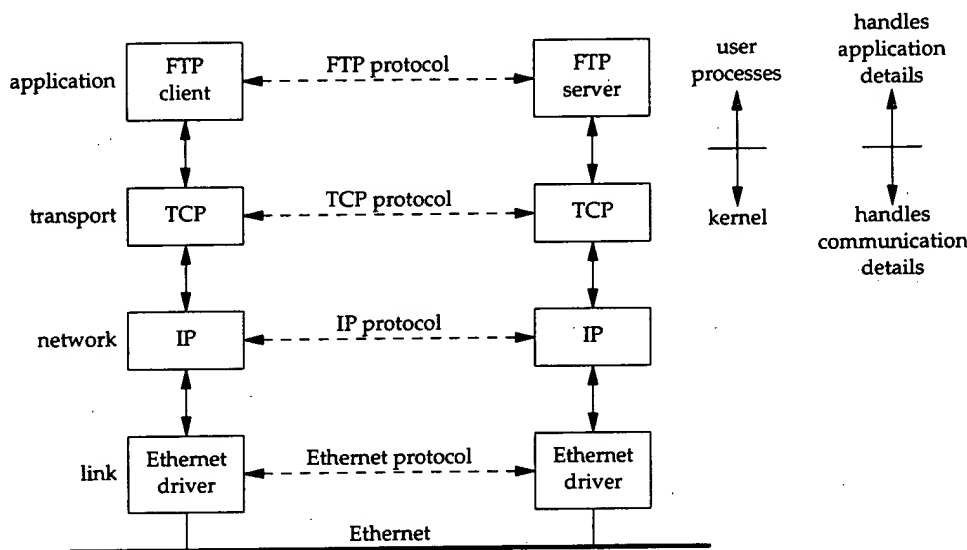 handles
application
details
user
processes
application
FTP
client
FTP protocol
FTP
server
transport
TCP
TCP protocol
TCP
kernel
handles
communication
details
network
IP
IP protocol
IP
link
Ethernet
driver
Ethernet protocol
Ethernet
driver
Ethernet